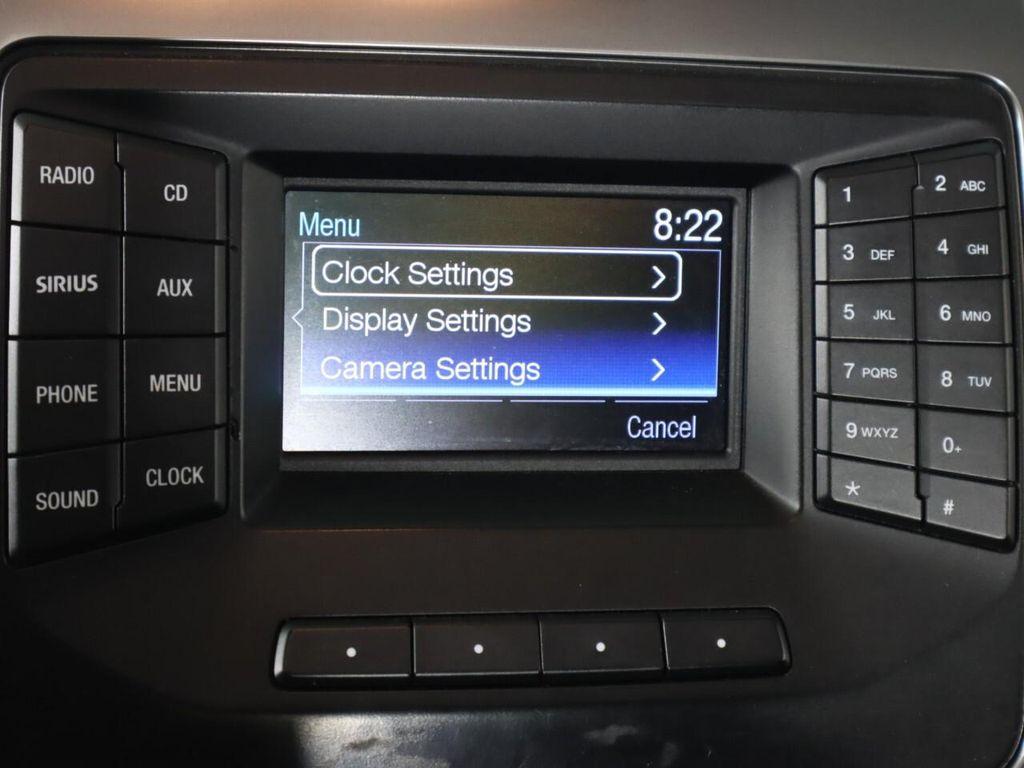 RADIO
CD
SIRIUS
AUX
PHONE
MENU
SOUND
CLOCK
Menu
8:22
Clock Settings
Display Settings
Camera Settings
Cancel
1
2 ABC
3 DEF
4 GHI
5 JKL
6 MNO
7 PQRS
8 TUV
9 WXYZ
0+
*
#